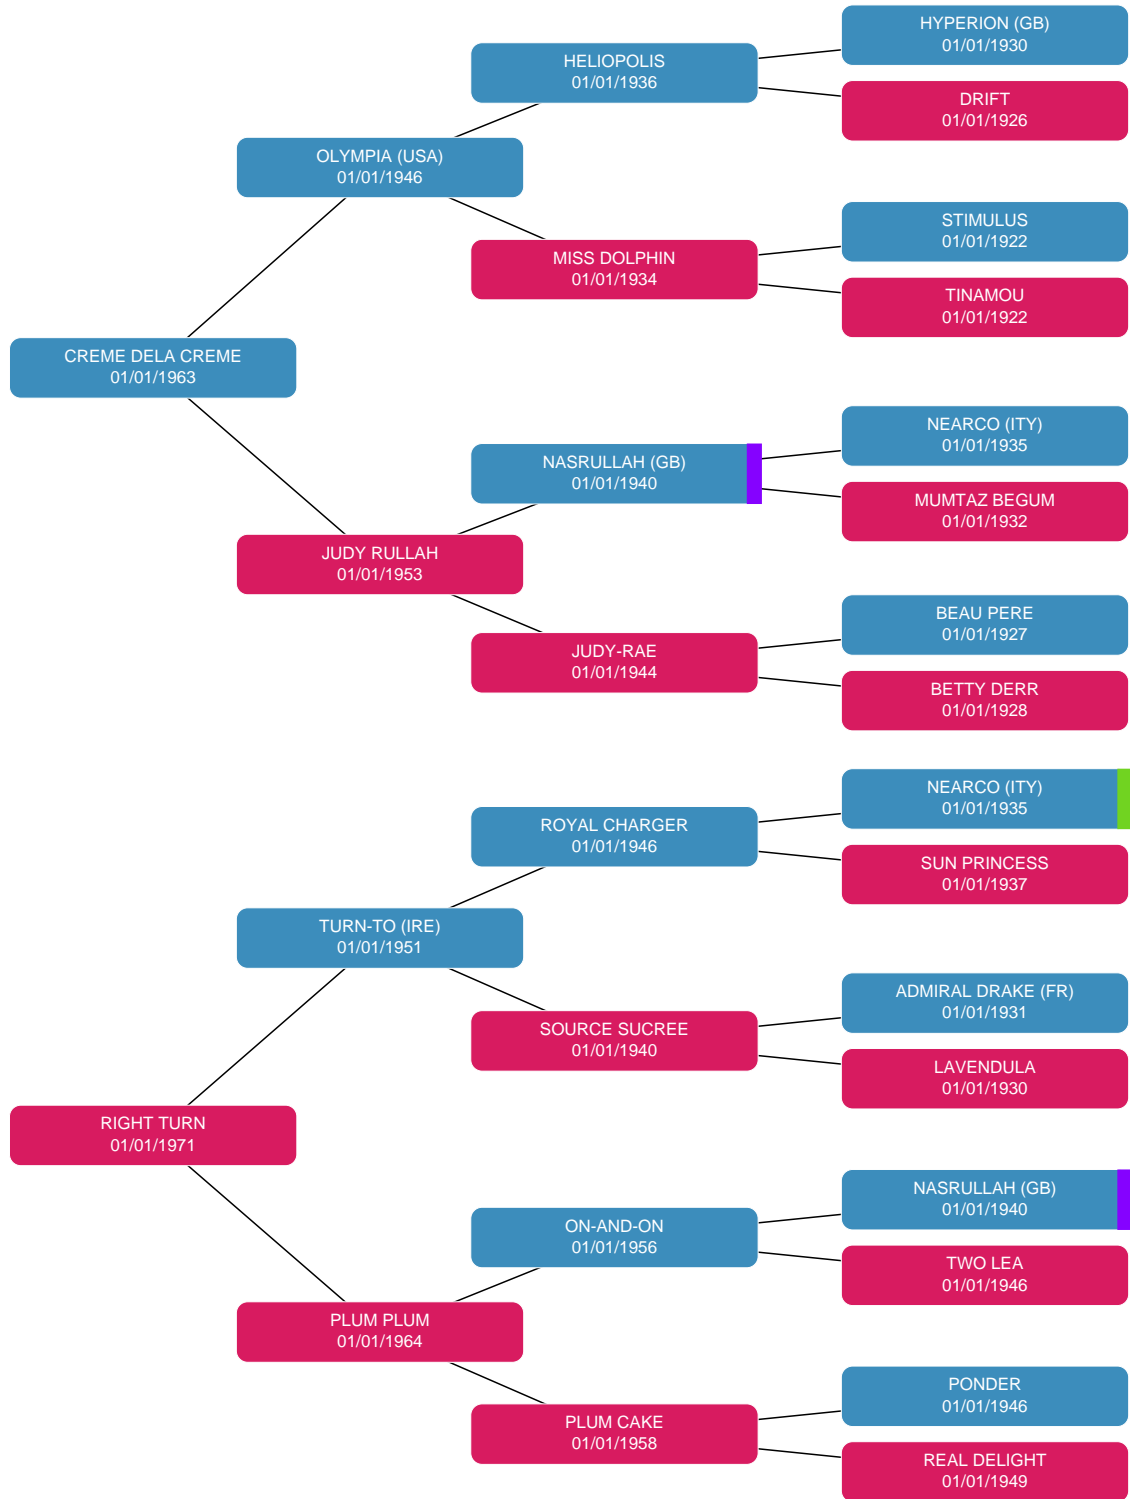 HYPERION (GB)
01/01/1930
HELIOPOLIS
01/01/1936
DRIFT
01/01/1926
OLYMPIA (USA)
01/01/1946
STIMULUS
01/01/1922
MISS DOLPHIN
01/01/1934
TINAMOU
01/01/1922
CREME DELA CREME
01/01/1963
NEARCO (ITY)
01/01/1935
NASRULLAH (GB)
01/01/1940
MUMTAZ BEGUM
01/01/1932
JUDY RULLAH
01/01/1953
BEAU PERE
01/01/1927
JUDY-RAE
01/01/1944
BETTY DERR
01/01/1928
NEARCO (ITY)
01/01/1935
ROYAL CHARGER
01/01/1946
SUN PRINCESS
01/01/1937
TURN-TO (IRE)
01/01/1951
ADMIRAL DRAKE (FR)
01/01/1931
SOURCE SUCREE
01/01/1940
LAVENDULA
01/01/1930
RIGHT TURN
01/01/1971
NASRULLAH (GB)
01/01/1940
ON-AND-ON
01/01/1956
TWO LEA
01/01/1946
PLUM PLUM
01/01/1964
PONDER
01/01/1946
PLUM CAKE
01/01/1958
REAL DELIGHT
01/01/1949